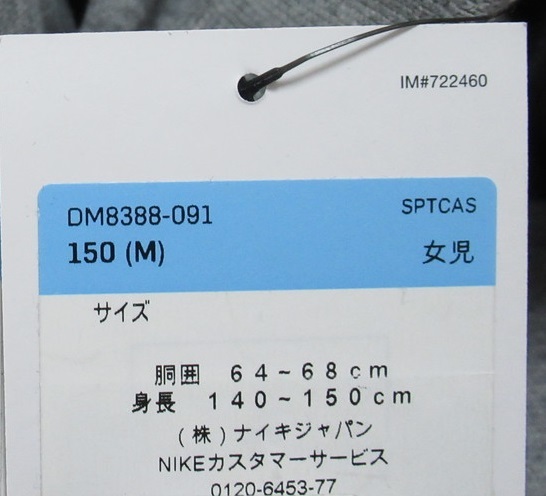 IM#722460
DM8388-091 SPTCAS
150 (M) 女児
サイズ
胴囲 64~68cm
身長 140~150cm
(株)ナイキジャパン
NIKEカスタマーサービス
0120-6453-77